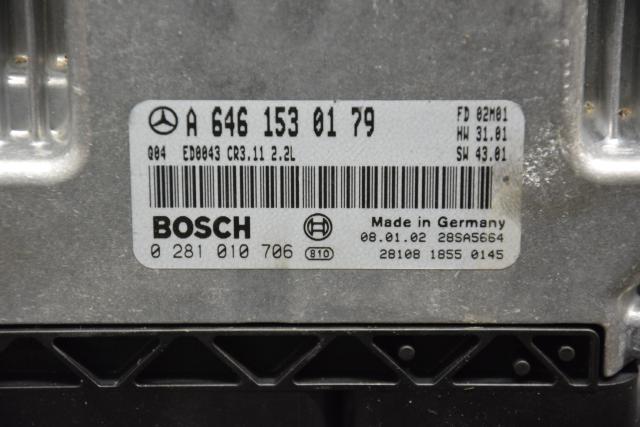 A 646 153 01 79
FD 02M01
HW 31.01
Q04 ED0043 CR3.11 2.2L
SW 43.01
BOSCH
Made in Germany
08.01.02 28SA5664
0 281 010 706 810
28108 1855 0145